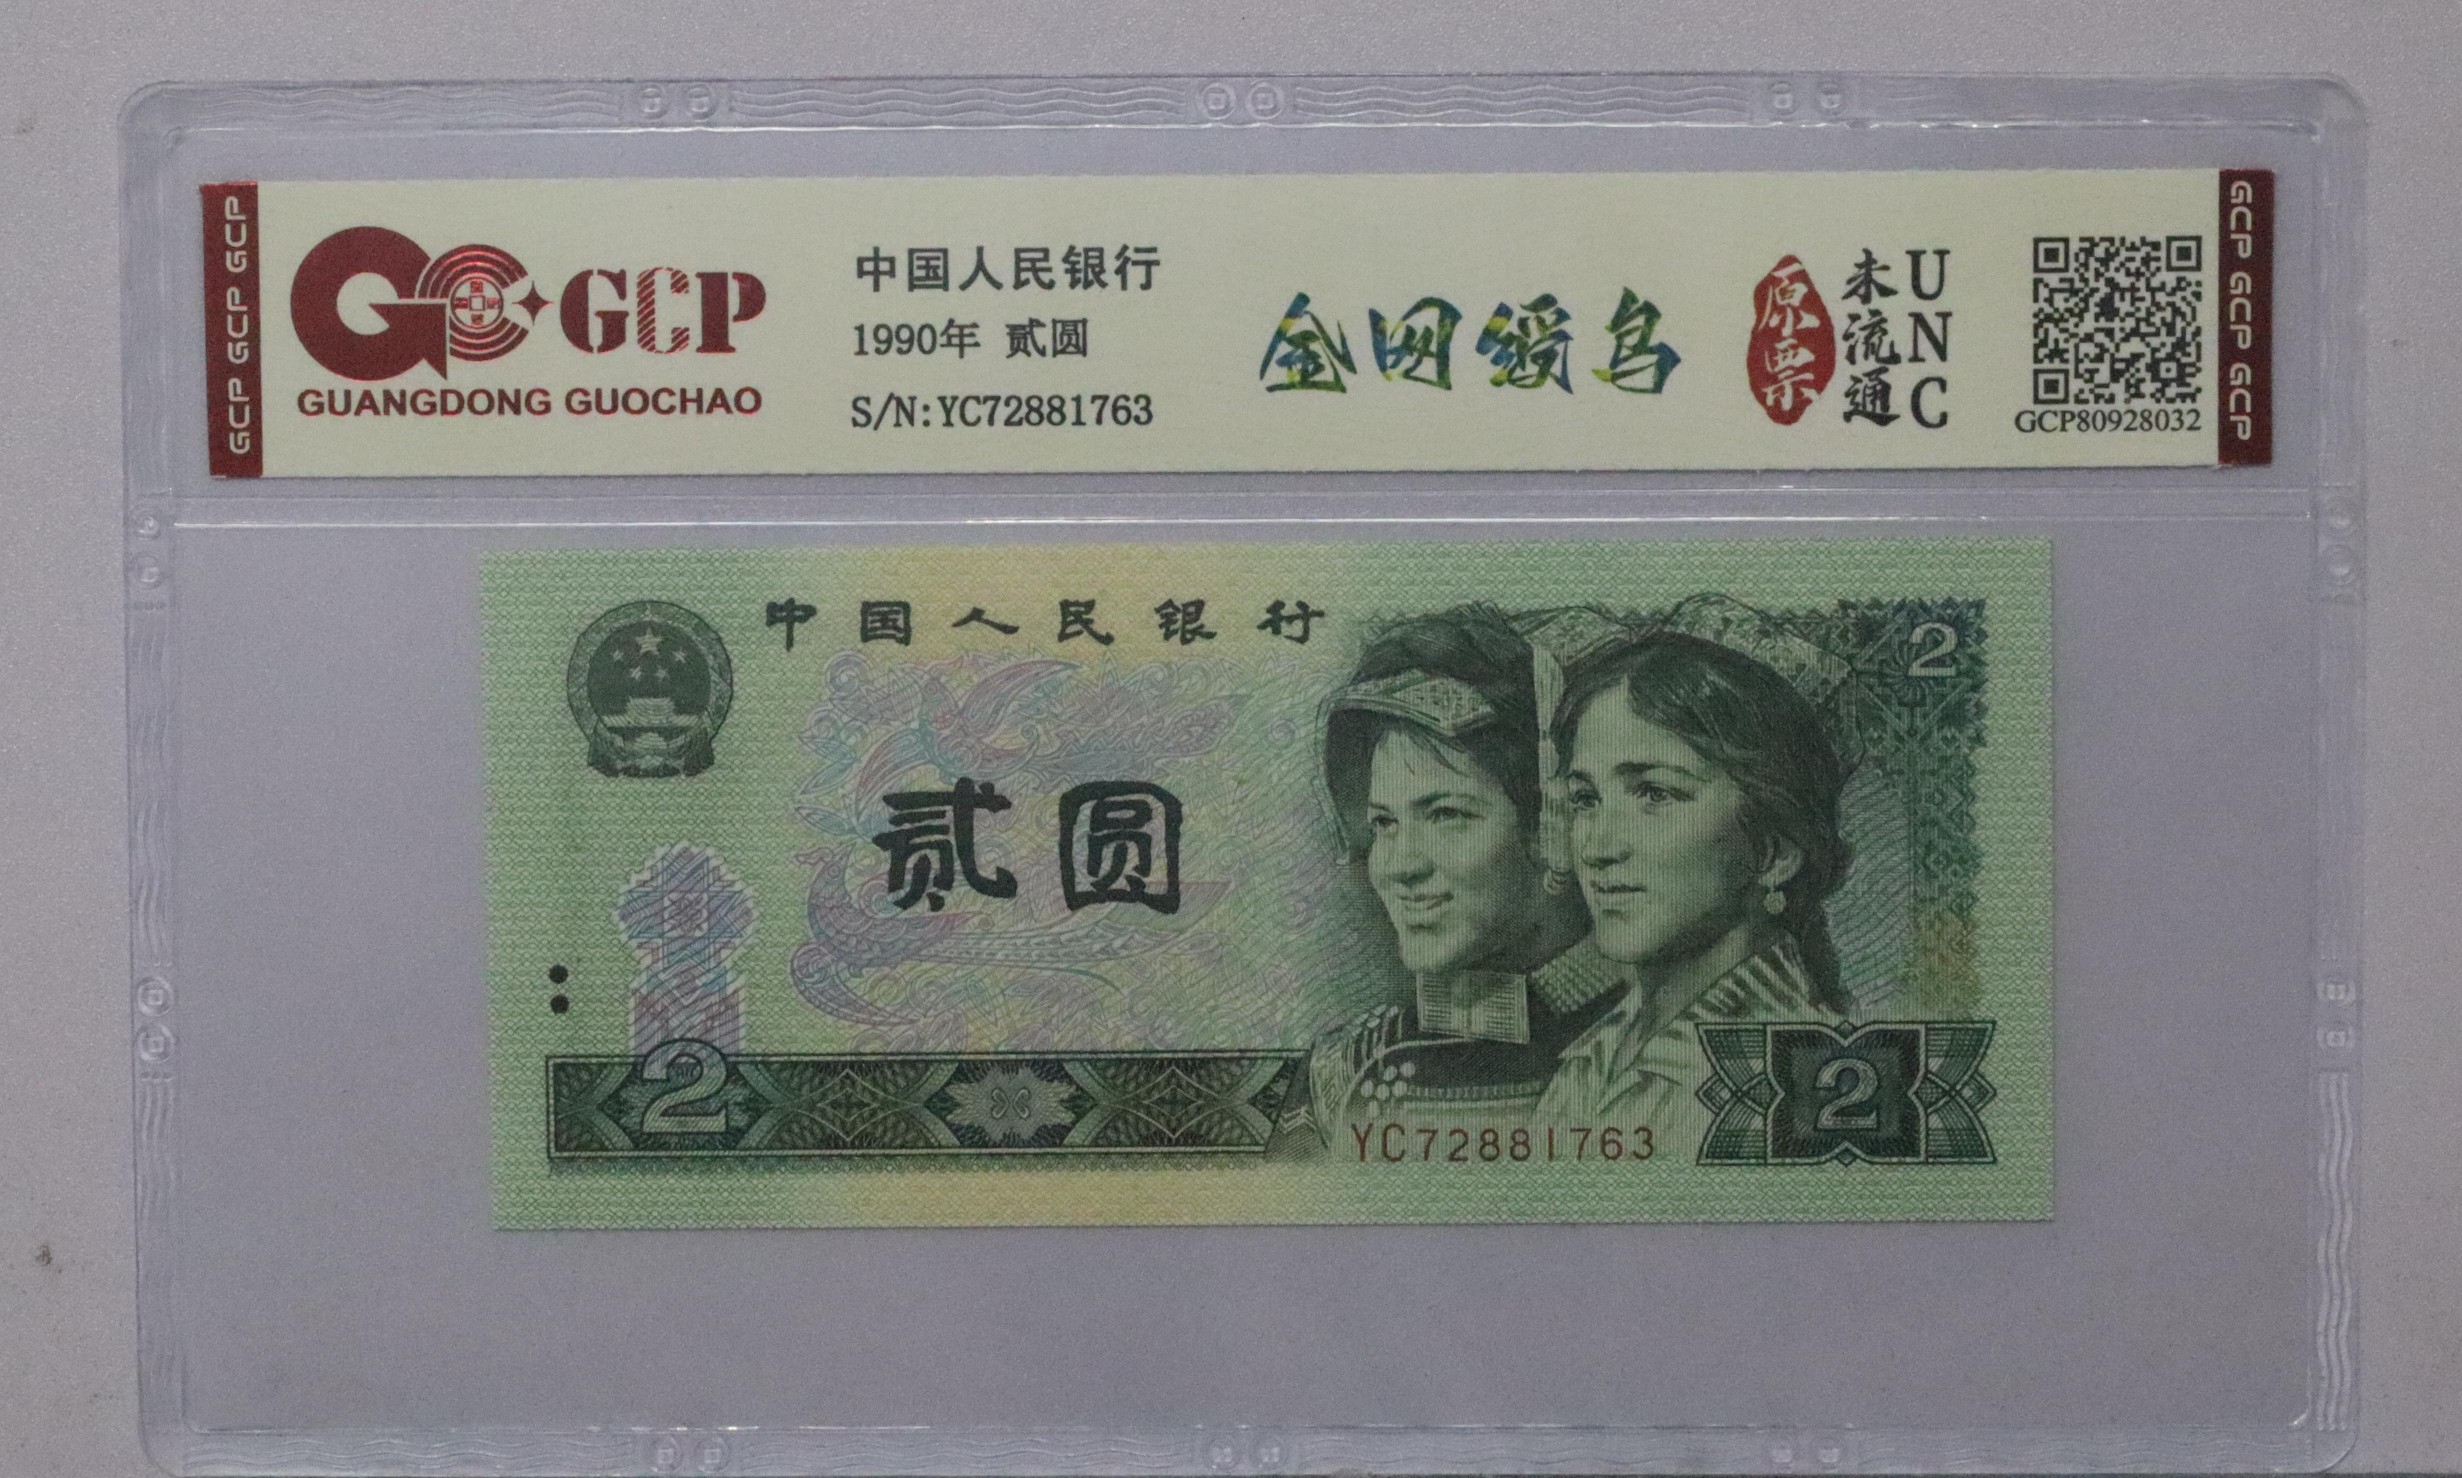 GCP GCP GCP
GCP
GUANGDONG GUOCHAO
中国人民银行
1990年 贰圆
S/N:YC72881763
金网绶鸟
原票
未流通
UNC
GCP80928032
GCP GCP GCP
中国人民银行
2
贰圆
2
YC72881763
2